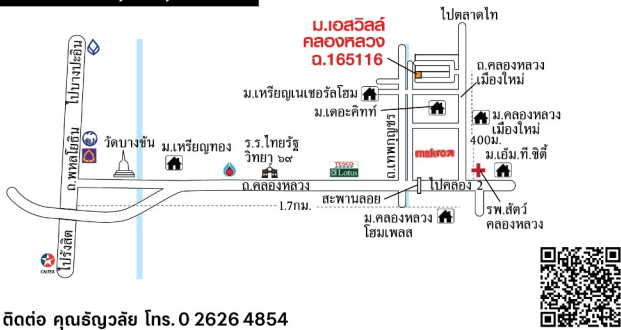 ไปตลาดไท
ม.เอสวิลล์
คลองหลวง
ฉ.165116
ไปบางปะอิน
ถ.คลองหลวง
เมืองใหม่
ม.เหรียญเนเชอรัลโฮม
ม.เดอะคิทท์
ม.คลองหลวง
เมืองใหม่
400ม.
ถ.พหลโยธิน
วัดบางขัน
ม.เหรียญทอง
ร.ร.ไทยรัฐ
วิทยา ๖๙
TESCO
Lotus
ถ.เทพกุญชร
makro
ม.เอ็ม.ที.ซิตี้
ถ.คลองหลวง
ไปคลอง 2
1.7กม.
สะพานลอย
ม.คลองหลวง
โฮมเพลส
รพ.สัตว์
คลองหลวง
ไปรังสิต
CALTEX
ติดต่อ คุณธัญวลัย โทร. 0 2626 4854